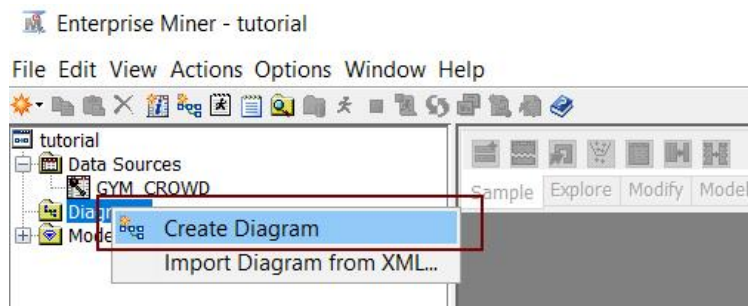 Enterprise Miner - tutorial
File Edit View Actions Options Window Help
tutorial
Data Sources
GYM_CROWD
Sample Explore Modify Model
Create Diagram
Import Diagram from XML...